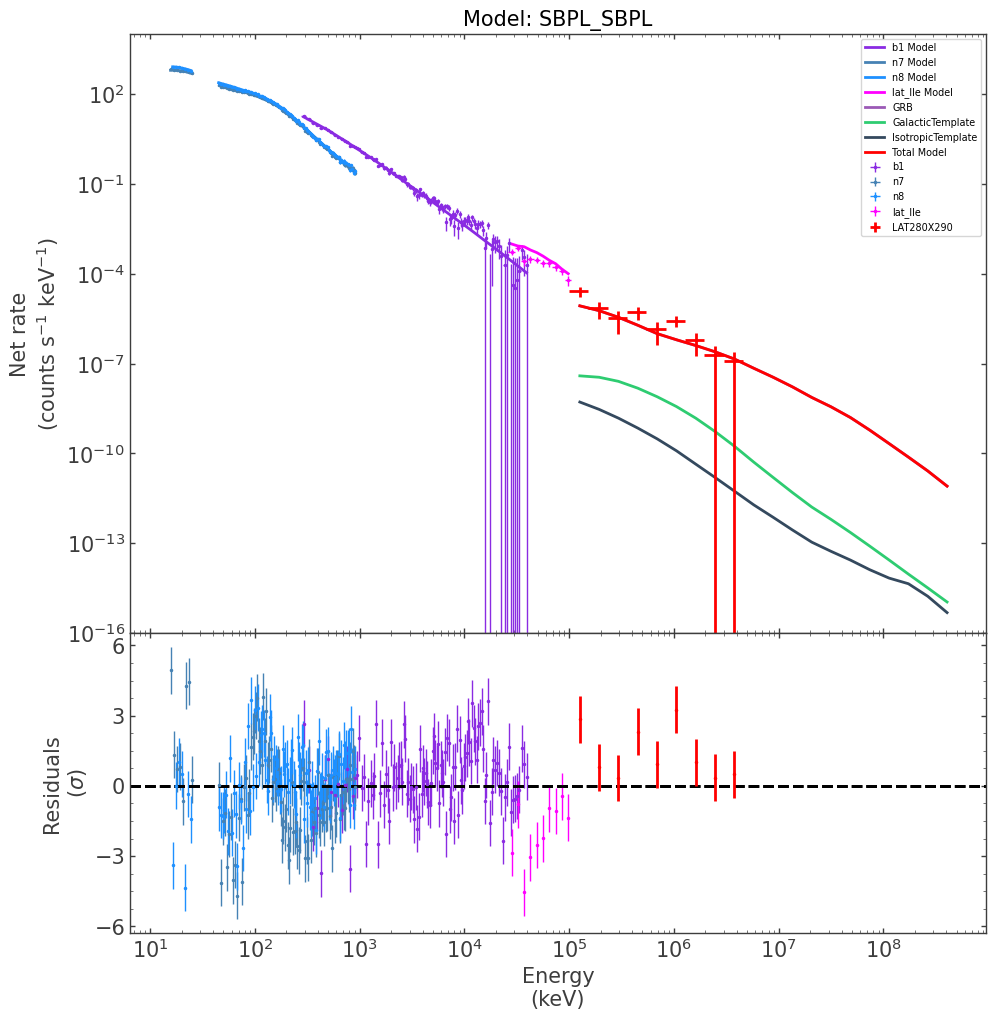 Model: SBPL_SBPL
b1 Model
n7 Model
n8 Model
lat_lle Model
GRB
GalacticTemplate
IsotropicTemplate
Total Model
b1
n7
n8
lat_lle
LAT280X290
10²
10⁻¹
10⁻⁴
10⁻⁷
10⁻¹⁰
10⁻¹³
10⁻¹⁶
Net rate
(counts s⁻¹ keV⁻¹)
6
3
0
−3
−6
Residuals
(σ)
10¹ 10² 10³ 10⁴ 10⁵ 10⁶ 10⁷ 10⁸
Energy
(keV)